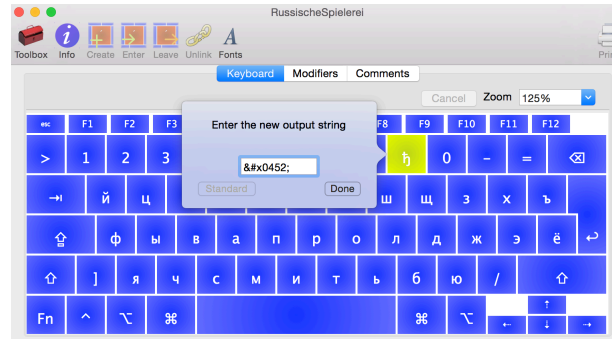 RussischeSpielerei
Toolbox Info Create Enter Leave Unlink Fonts Prin
Keyboard Modifiers Comments
Cancel Zoom 125%
esc F1 F2 F3 F8 F9 F10 F11 F12
Enter the new output string
&#x0452;
Standard Done
> 1 2 3 ђ 0 - =
й ц ш щ з х ъ
ф ы в а п р о л д ж э ё
] я ч с м и т ь б ю /
Fn ^ ⌥ ⌘ ⌘ ⌥